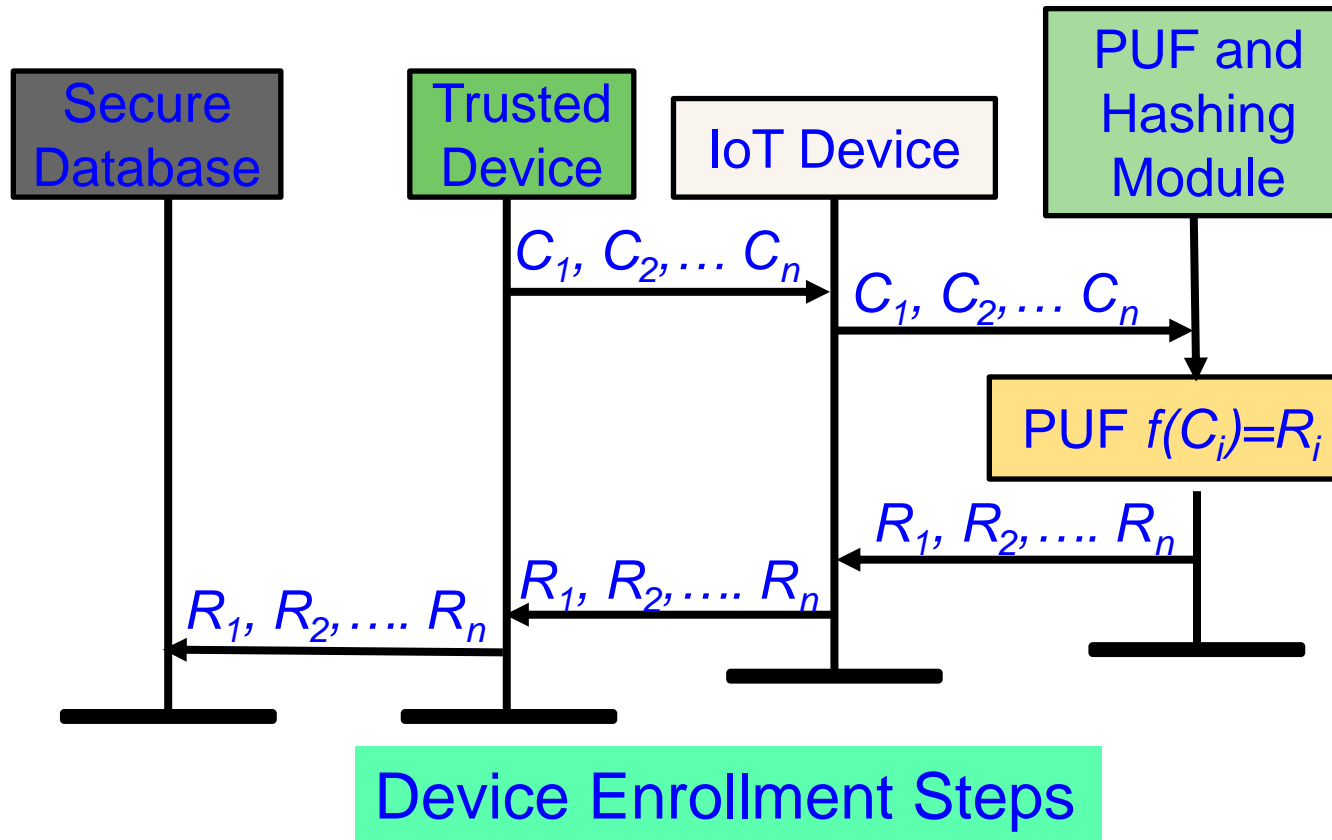 Secure
Database
Trusted
Device
IoT Device
PUF and
Hashing
Module
C₁, C₂,… Cₙ
C₁, C₂,… Cₙ
PUF f(Cᵢ)=Rᵢ
R₁, R₂,…. Rₙ
R₁, R₂,…. Rₙ
R₁, R₂,…. Rₙ
Device Enrollment Steps